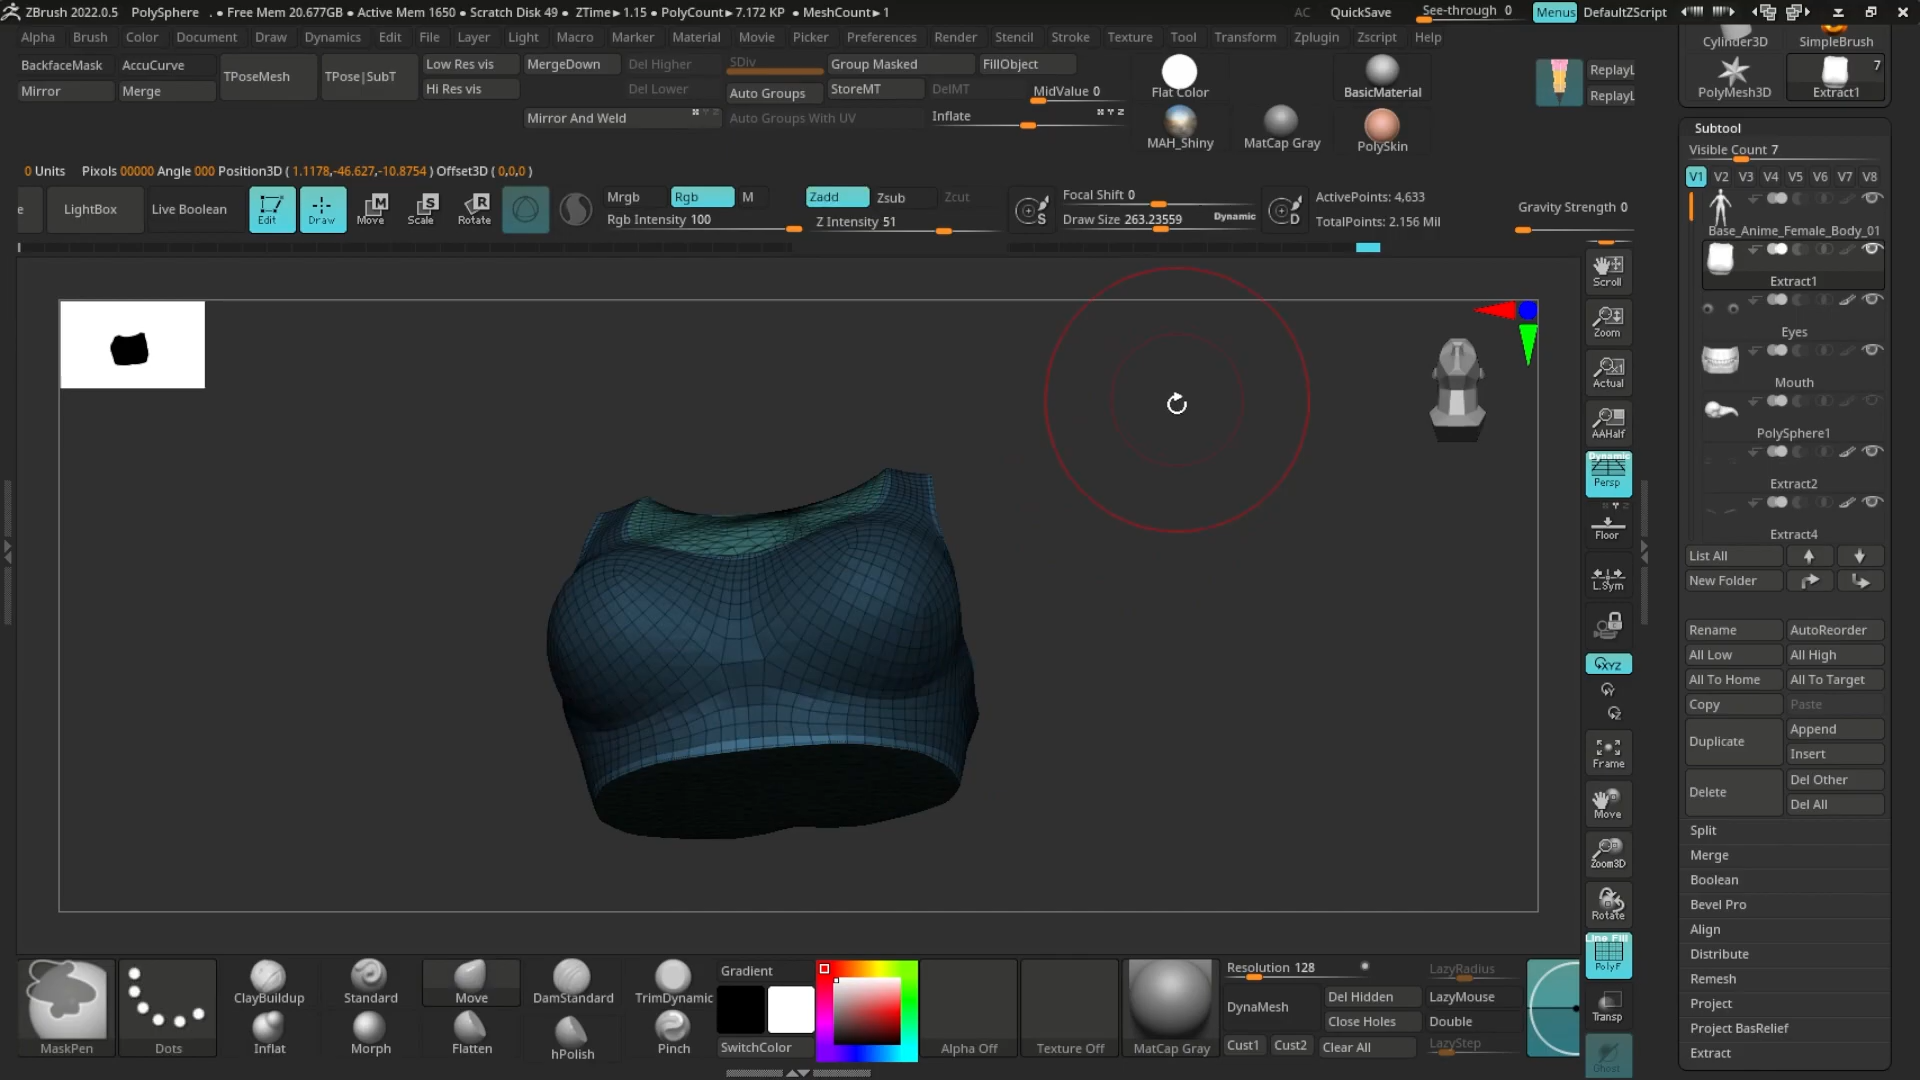 ZBrush 2022.0.5 PolySphere . • Free Mem 20.677GB • Active Mem 1650 • Scratch Disk 49 • ZTime▸1.15 • PolyCount▸7.172 KP • MeshCount▸1 AC QuickSave See-through 0 Menus DefaultZScript
Alpha Brush Color Document Draw Dynamics Edit File Layer Light Macro Marker Material Movie Picker Preferences Render Stencil Stroke Texture Tool Transform Zplugin Zscript Help
Cylinder3D SimpleBrush
BackfaceMask AccuCurve TPoseMesh TPose|SubT Low Res vis MergeDown Del Higher SDiv Group Masked FillObject
Mirror Merge Hi Res vis Del Lower Auto Groups StoreMT DelMT MidValue 0 Flat Color BasicMaterial
Mirror And Weld Auto Groups With UV Inflate MAH_Shiny MatCap Gray PolySkin
ReplayL
ReplayL
7
PolyMesh3D Extract1
Subtool
Visible Count 7
V1 V2 V3 V4 V5 V6 V7 V8
0 Units Pixols 00000 Angle 000 Position3D ( 1.1178,-46.627,-10.8754 ) Offset3D ( 0,0,0 )
e LightBox Live Boolean Edit Draw Move Scale Rotate
M S R
Mrgb Rgb M Zadd Zsub Zcut
Rgb Intensity 100 Z Intensity 51
S Focal Shift 0
Draw Size 263.23559 Dynamic
D ActivePoints: 4,633
TotalPoints: 2.156 Mil
Gravity Strength 0
Base_Anime_Female_Body_01
Extract1
Eyes
Mouth
PolySphere1
Extract2
Extract4
Scroll
Zoom
Actual
AAHalf
Dynamic
Persp
Floor
L.Sym
XYZ
Frame
Move
Zoom3D
Rotate
Line Fill
PolyF
Transp
Ghost
List All
New Folder
Rename AutoReorder
All Low All High
All To Home All To Target
Copy Paste
Duplicate Append
Insert
Delete Del Other
Del All
Split
Merge
Boolean
Bevel Pro
Align
Distribute
Remesh
Project
Project BasRelief
Extract
MaskPen Dots
ClayBuildup Standard Move DamStandard TrimDynamic
Inflat Morph Flatten hPolish Pinch
Gradient
SwitchColor
Alpha Off Texture Off MatCap Gray
Resolution 128
DynaMesh
Cust1 Cust2
Del Hidden
Close Holes
Clear All
LazyRadius
LazyMouse
Double
LazyStep